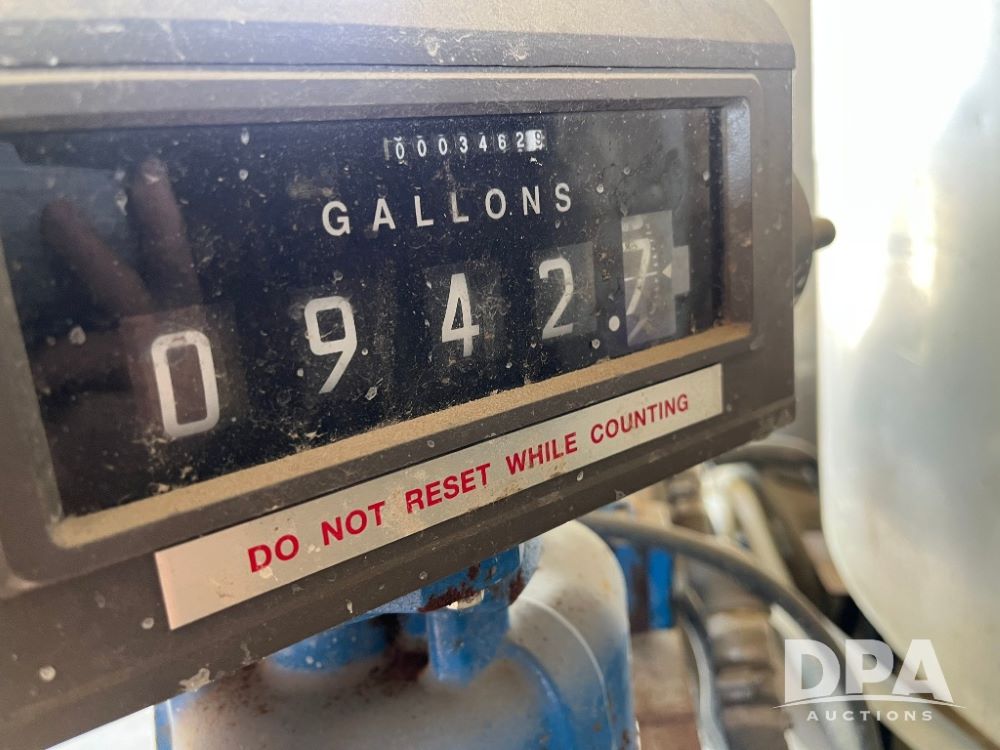 00034629
GALLONS
0942.7
DO NOT RESET WHILE COUNTING
DPA
AUCTIONS